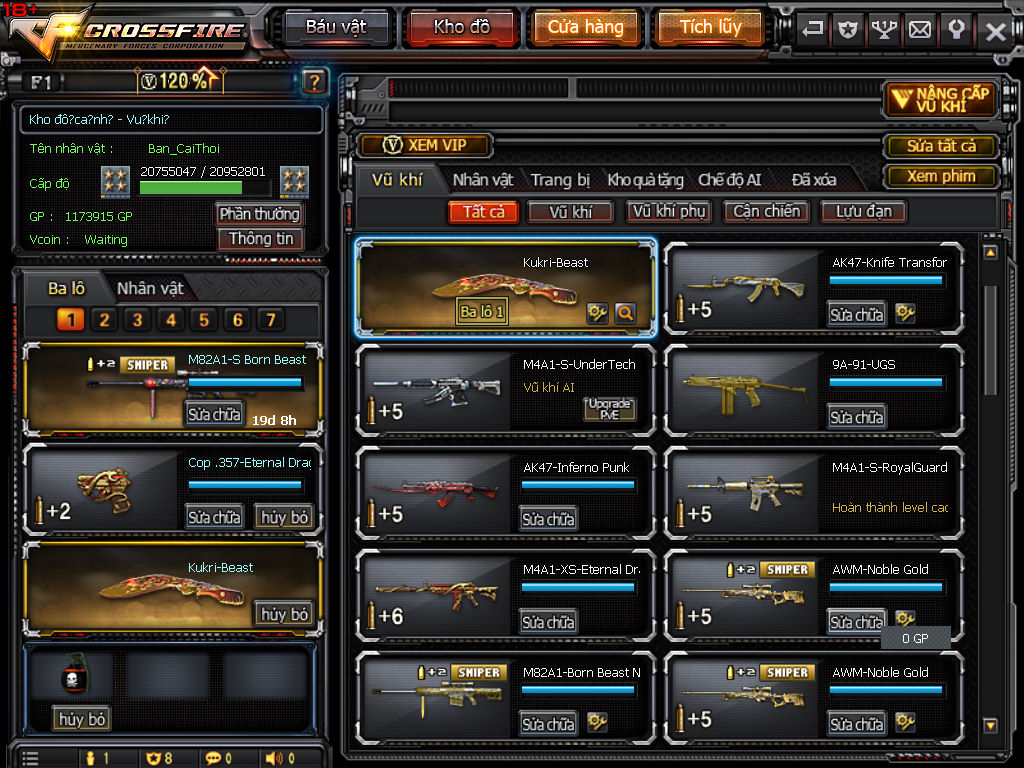 18+
CROSSFIRE
MERCENARY FORCES CORPORATION
Báu vật
Kho đồ
Cửa hàng
Tích lũy
F1
120 %
?
NÂNG CẤP
VŨ KHÍ
Kho đồ?ca?nh? - Vu?khi?
Tên nhân vật : Ban_CaiThoi
Cấp độ 20755047 / 20952801
GP : 1173915 GP
Phần thưởng
Vcoin : Waiting
Thông tin
XEM VIP
Sửa tất cả
Xem phim
Vũ khí
Nhân vật
Trang bị
Kho quà tặng
Chế độ AI
Đã xóa
Tất cả
Vũ khí
Vũ khí phụ
Cận chiến
Lựu đạn
Ba lô
Nhân vật
1 2 3 4 5 6 7
+2 SNIPER
M82A1-S Born Beast
Sửa chữa
19d 8h
Cop .357-Eternal Drag
+2
Sửa chữa
hủy bỏ
Kukri-Beast
hủy bỏ
hủy bỏ
1
8
0
0
Kukri-Beast
Ba lô 1
AK47-Knife Transfor
+5
Sửa chữa
M4A1-S-UnderTech
Vũ khí AI
+5
Upgrade
PvE
9A-91-UGS
Sửa chữa
AK47-Inferno Punk
+5
Sửa chữa
M4A1-S-RoyalGuard
+5
Hoàn thành level cao
M4A1-XS-Eternal Dr
+6
Sửa chữa
+2 SNIPER
AWM-Noble Gold
+5
Sửa chữa
0 GP
+2 SNIPER
M82A1-Born Beast N
Sửa chữa
+2 SNIPER
AWM-Noble Gold
+5
Sửa chữa